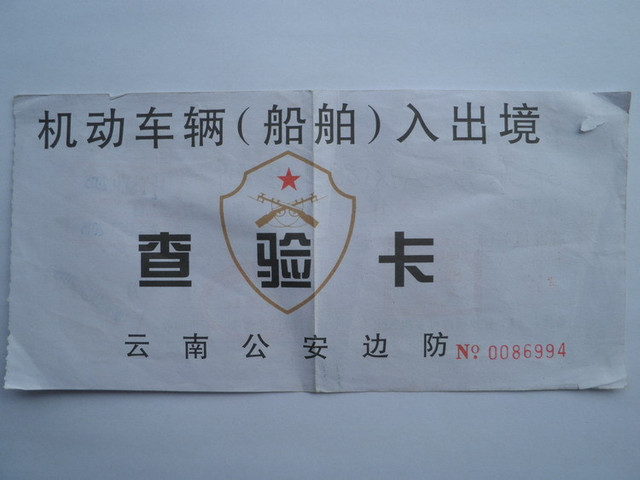 机动车辆(船舶)入出境
查验卡
云南公安边防 No. 0086994